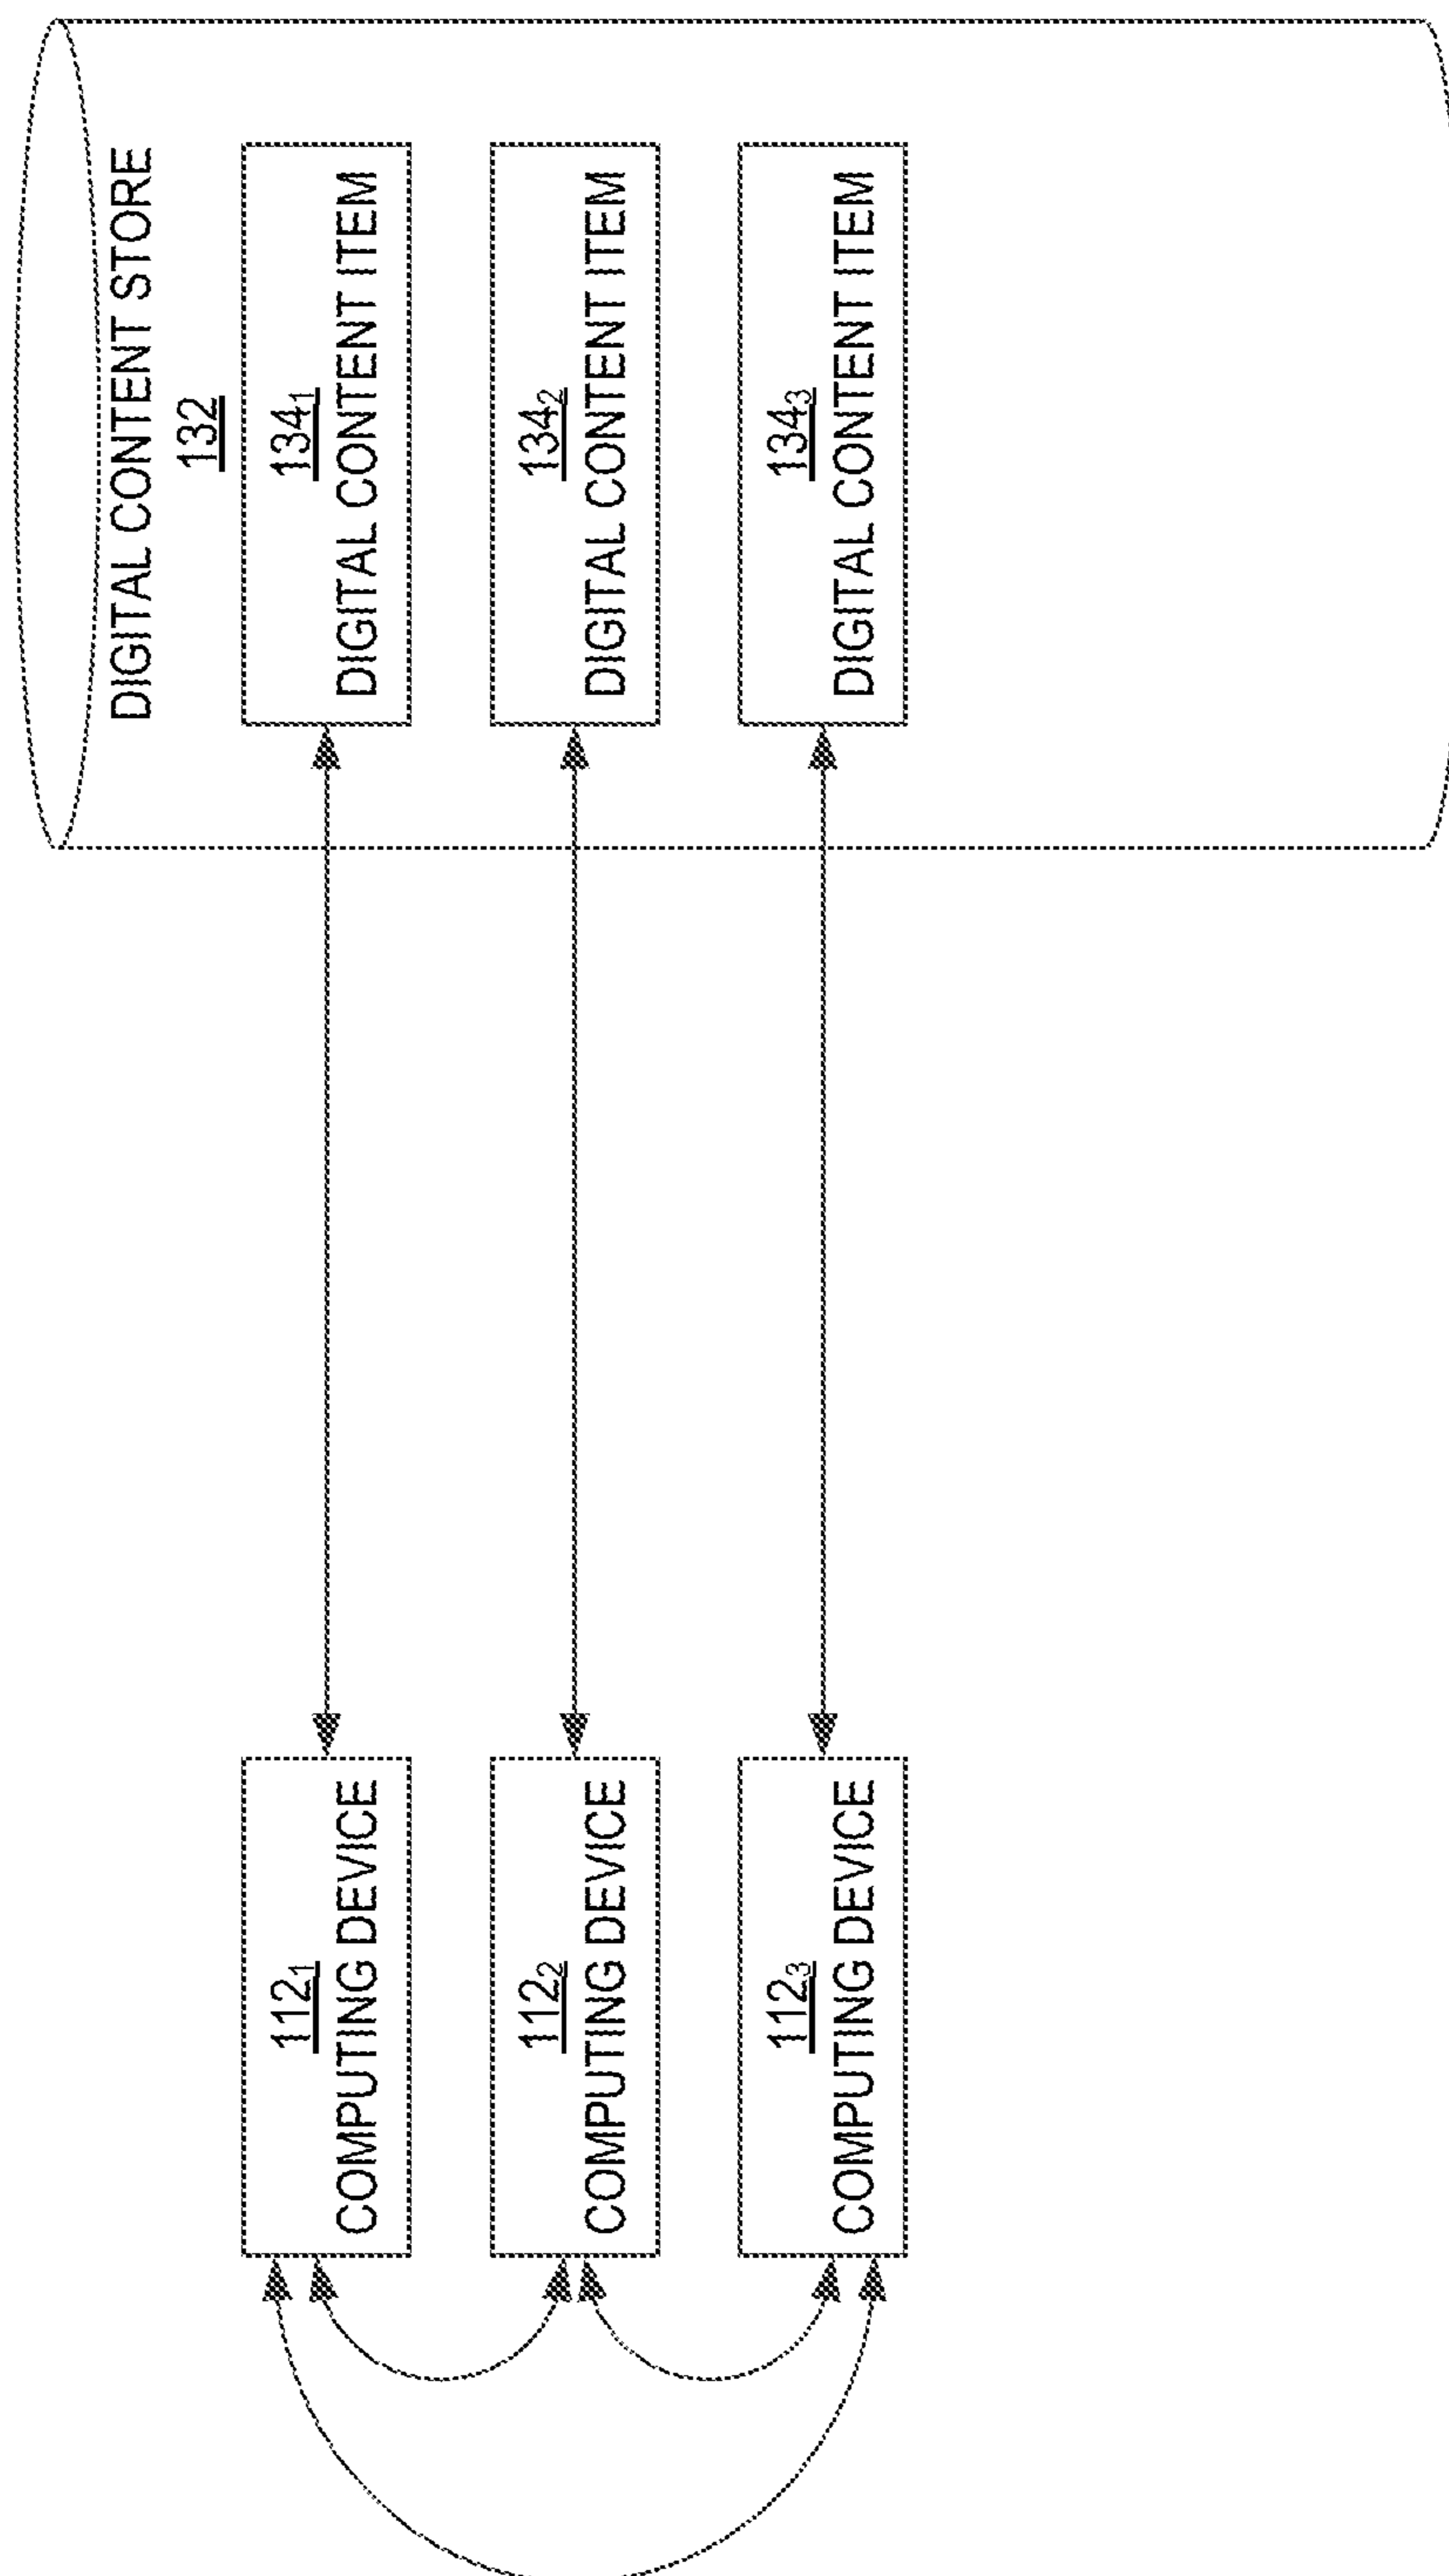 DIGITAL CONTENT STORE
132
134₁
DIGITAL CONTENT ITEM
134₂
DIGITAL CONTENT ITEM
134₃
DIGITAL CONTENT ITEM
112₁
COMPUTING DEVICE
112₂
COMPUTING DEVICE
112₃
COMPUTING DEVICE